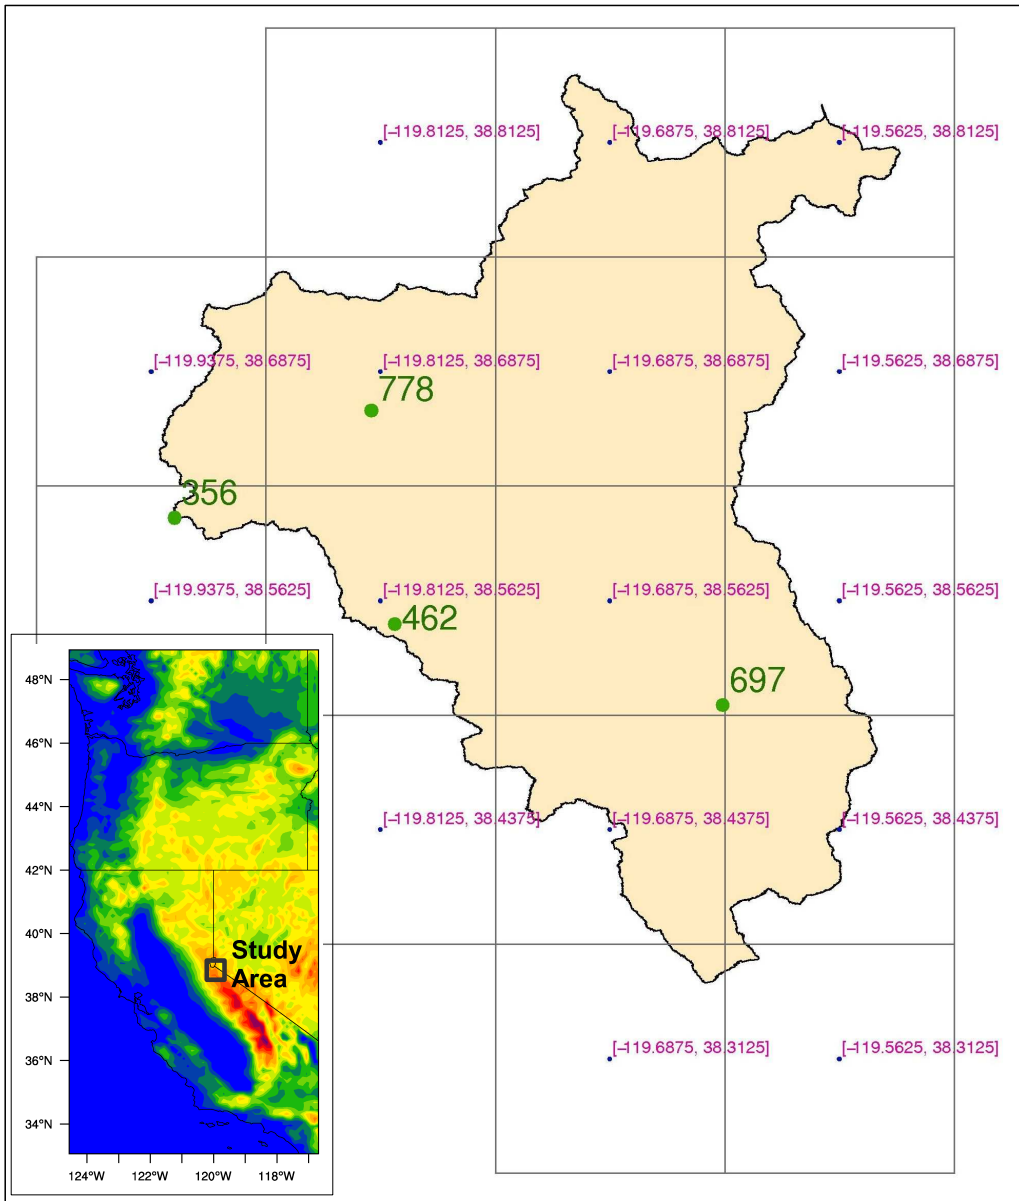 [-119.8125, 38.8125]
[-119.6875, 38.8125]
[-119.5625, 38.8125]
[-119.9375, 38.6875]
[-119.8125, 38.6875]
[-119.6875, 38.6875]
[-119.5625, 38.6875]
778
356
[-119.9375, 38.5625]
[-119.8125, 38.5625]
[-119.6875, 38.5625]
[-119.5625, 38.5625]
462
697
[-119.8125, 38.4375]
[-119.6875, 38.4375]
[-119.5625, 38.4375]
[-119.6875, 38.3125]
[-119.5625, 38.3125]
48°N
46°N
44°N
42°N
40°N
38°N
36°N
34°N
Study
Area
124°W
122°W
120°W
118°W